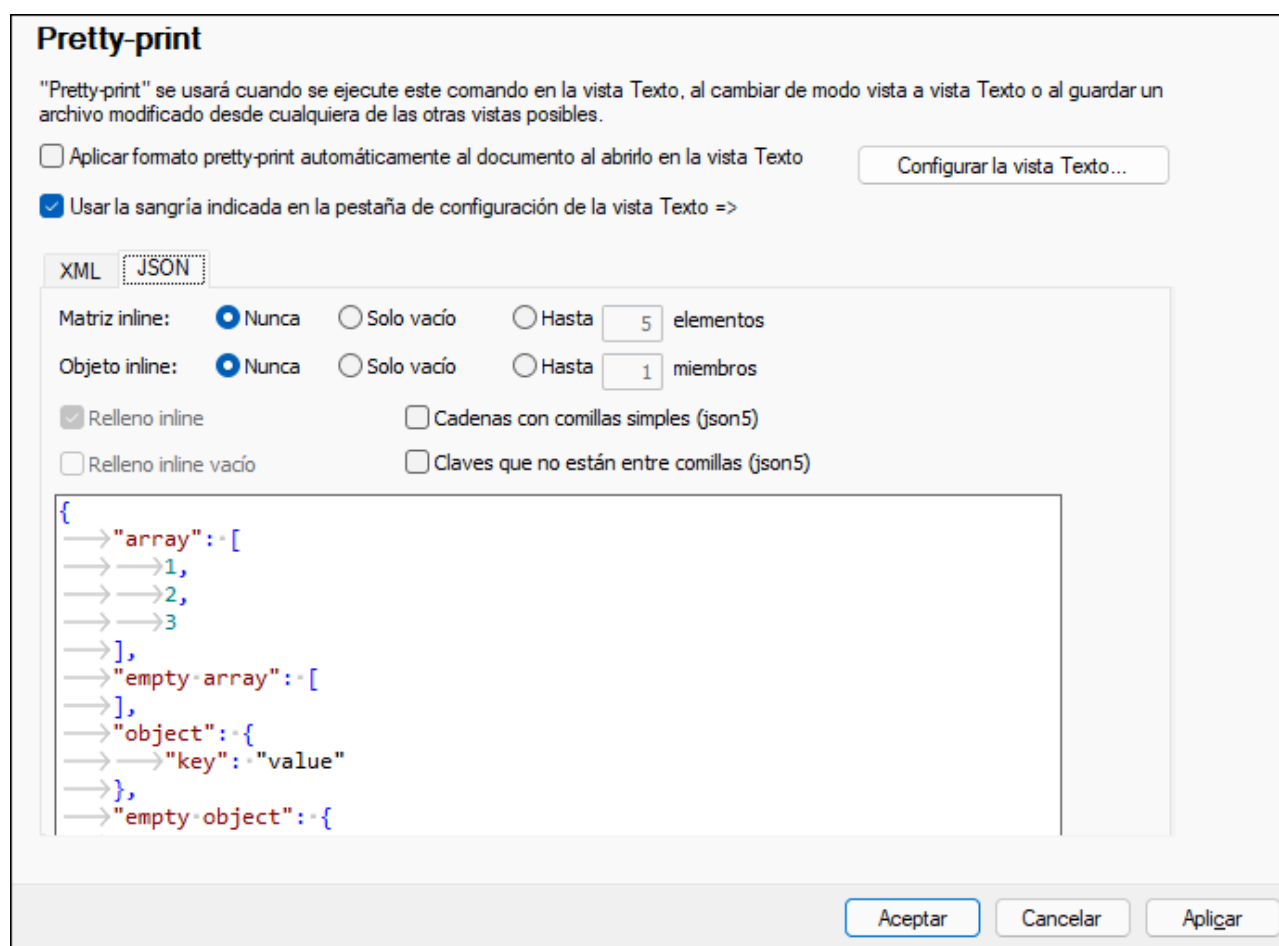 Pretty-print
"Pretty-print" se usará cuando se ejecute este comando en la vista Texto, al cambiar de modo vista a vista Texto o al guardar un
archivo modificado desde cualquiera de las otras vistas posibles.
Aplicar formato pretty-print automáticamente al documento al abrirlo en la vista Texto
Configurar la vista Texto...
Usar la sangría indicada en la pestaña de configuración de la vista Texto =>
XML JSON
Matriz inline: Nunca Solo vacío Hasta 5 elementos
Objeto inline: Nunca Solo vacío Hasta 1 miembros
Relleno inline Cadenas con comillas simples (json5)
Relleno inline vacío Claves que no están entre comillas (json5)
{
"array": [
1,
2,
3
],
"empty array": [
],
"object": {
"key": "value"
},
"empty object": {
Aceptar Cancelar Aplicar